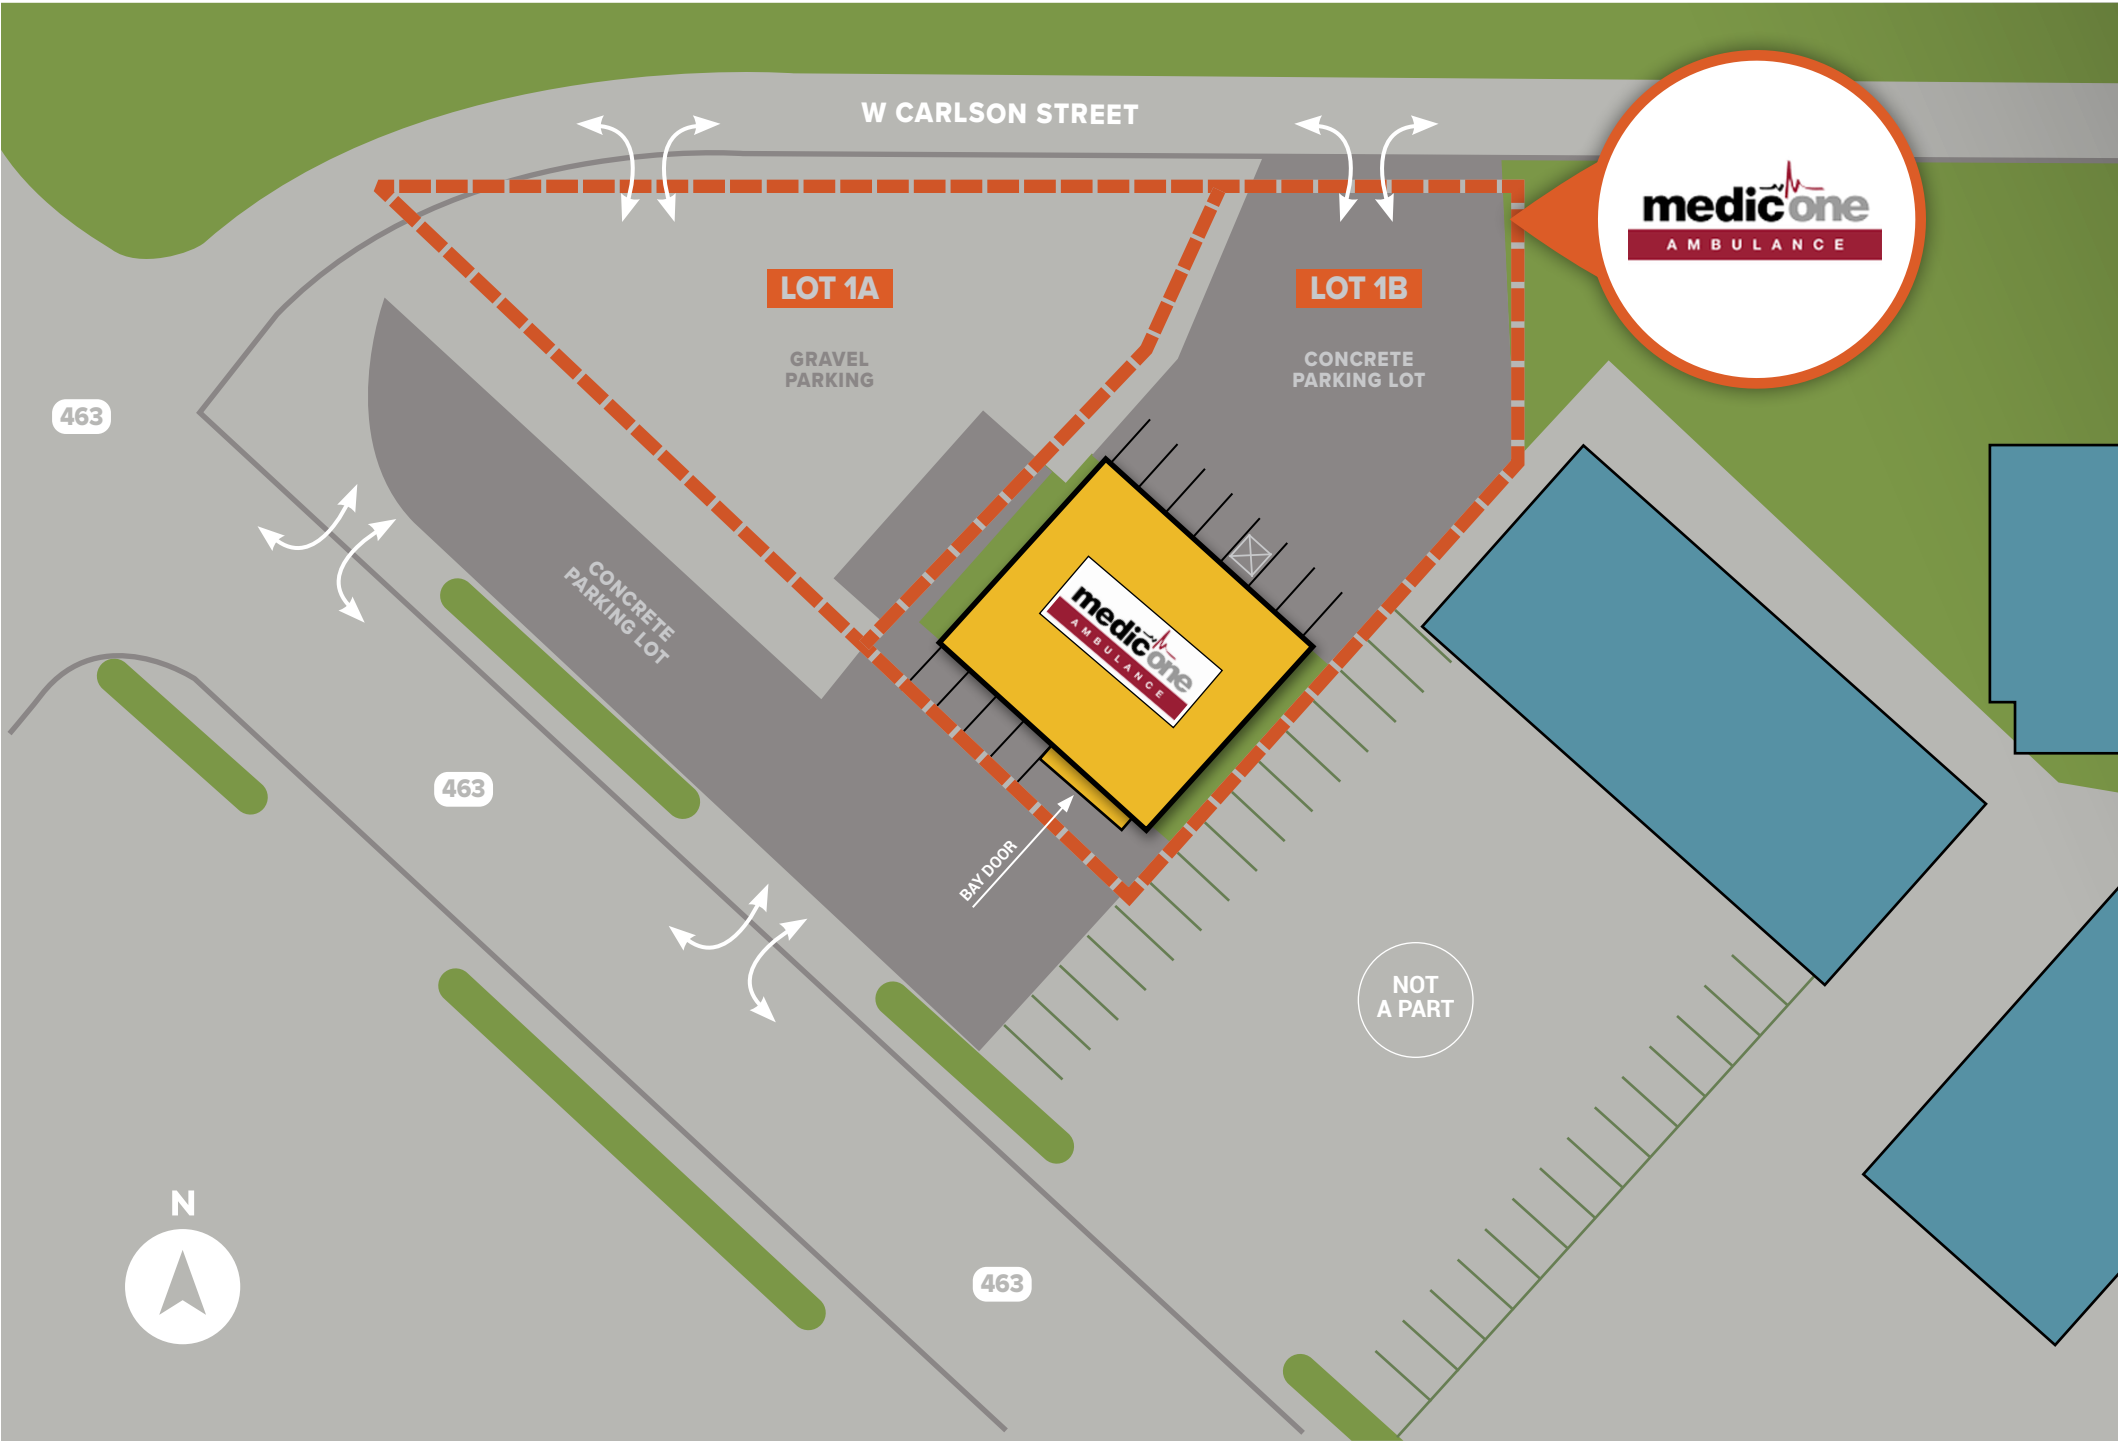 W CARLSON STREET
medic one
AMBULANCE
LOT 1A
LOT 1B
GRAVEL
PARKING
CONCRETE
PARKING LOT
463
CONCRETE
PARKING LOT
medic one
AMBULANCE
463
BAY DOOR
NOT
A PART
N
463